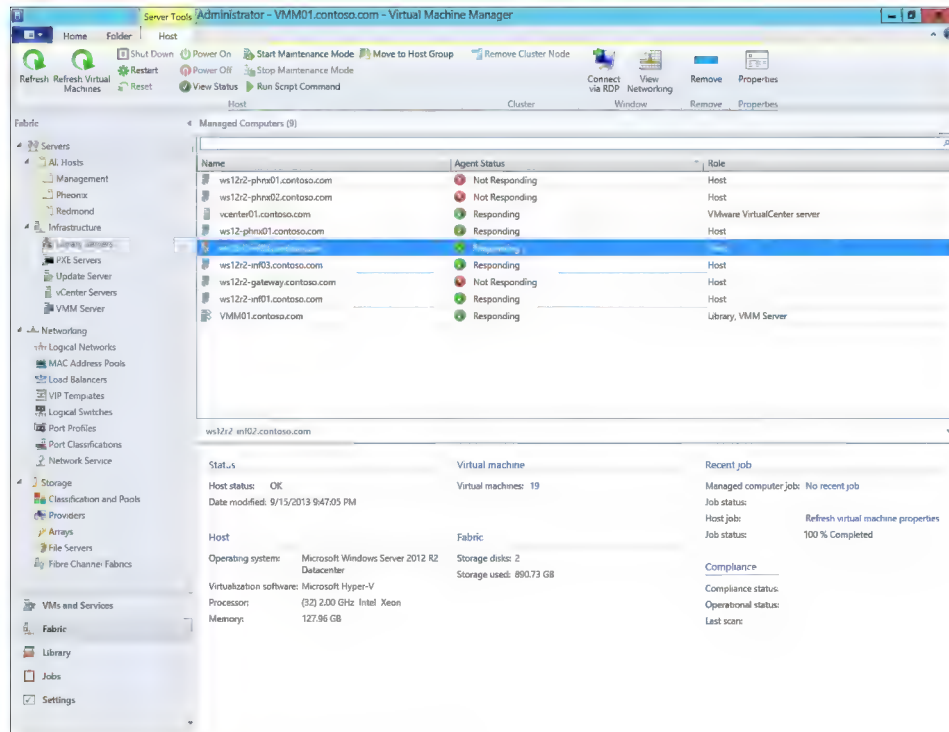 Server Tools Administrator - VMM01.contoso.com - Virtual Machine Manager
Home Folder Host
Shut Down Power On Start Maintenance Mode Move to Host Group Remove Cluster Node
Restart Power Off Stop Maintenance Mode
Reset View Status Run Script Command
Refresh Refresh Virtual Machines
Connect via RDP View Networking Remove Properties
Host Cluster Window Remove Properties
Fabric
Servers
All Hosts
Management
Pheonix
Redmond
Infrastructure
Library Servers
PXE Servers
Update Server
vCenter Servers
VMM Server
Networking
Logical Networks
MAC Address Pools
Load Balancers
VIP Templates
Logical Switches
Port Profiles
Port Classifications
Network Service
Storage
Classification and Pools
Providers
Arrays
File Servers
Fibre Channel Fabrics
VMs and Services
Fabric
Library
Jobs
Settings
Managed Computers (9)
Name Agent Status Role
ws12r2-phnx01.contoso.com Not Responding Host
ws12r2-phnx02.contoso.com Not Responding Host
vcenter01.contoso.com Responding VMware VirtualCenter server
ws12-phnx01.contoso.com Responding Host
Responding
ws12r2-inf03.contoso.com Responding Host
ws12r2-gateway.contoso.com Not Responding Host
ws12r2-inf01.contoso.com Responding Host
VMM01.contoso.com Responding Library, VMM Server
ws12r2-inf02.contoso.com
Status
Host status: OK
Date modified: 9/15/2013 9:47:05 PM
Host
Operating system: Microsoft Windows Server 2012 R2
Datacenter
Virtualization software: Microsoft Hyper-V
Processor: (32) 2.00 GHz Intel Xeon
Memory: 127.96 GB
Virtual machine
Virtual machines: 19
Fabric
Storage disks: 2
Storage used: 890.73 GB
Recent job
Managed computer job: No recent job
Job status:
Host job: Refresh virtual machine properties
Job status: 100 % Completed
Compliance
Compliance status:
Operational status:
Last scan: